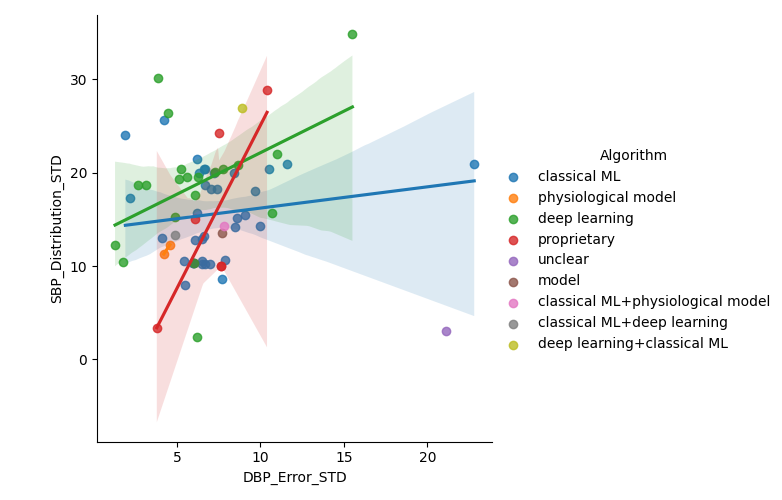 SBP_Distribution_STD
30
20
10
0
5
10
15
20
DBP_Error_STD
Algorithm
classical ML
physiological model
deep learning
proprietary
unclear
model
classical ML+physiological model
classical ML+deep learning
deep learning+classical ML